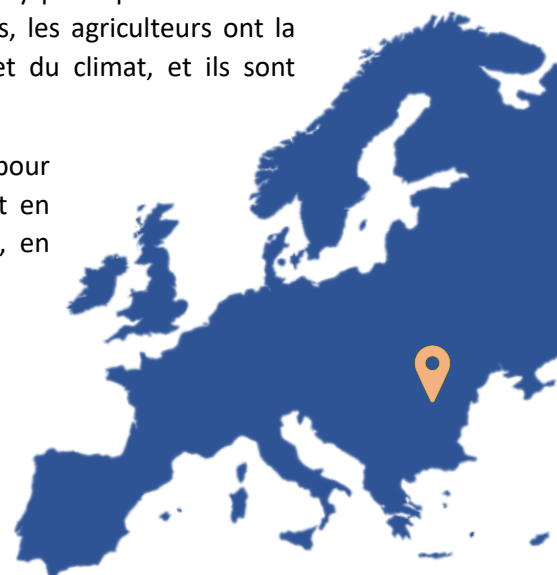 s, les agriculteurs ont la
et du climat, et ils sont
pour
t en
, en